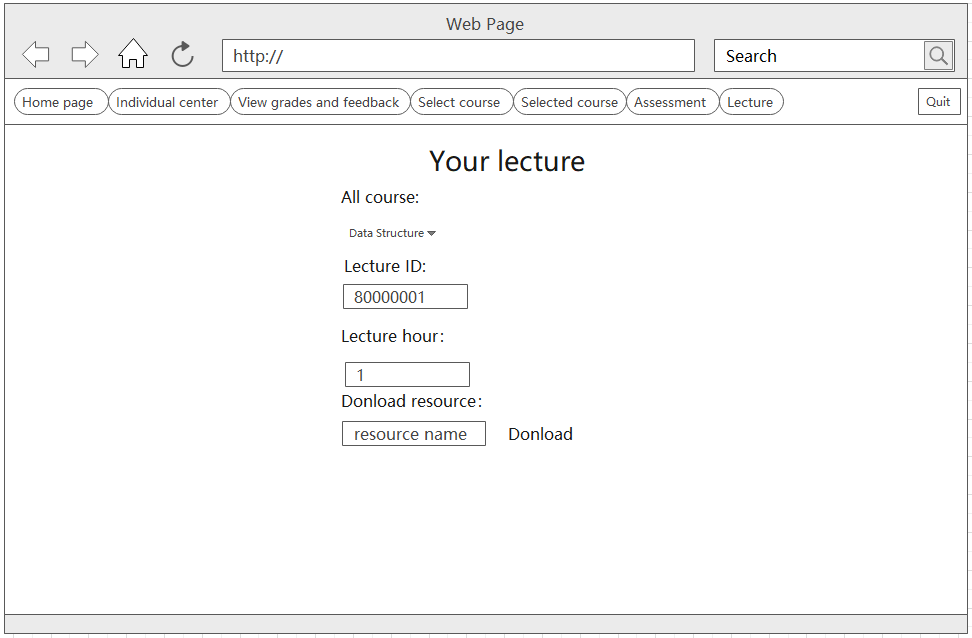 Web Page
http://
Search
Home page Individual center View grades and feedback Select course Selected course Assessment Lecture Quit
Your lecture
All course:
Data Structure
Lecture ID:
80000001
Lecture hour:
1
Donload resource:
resource name Donload